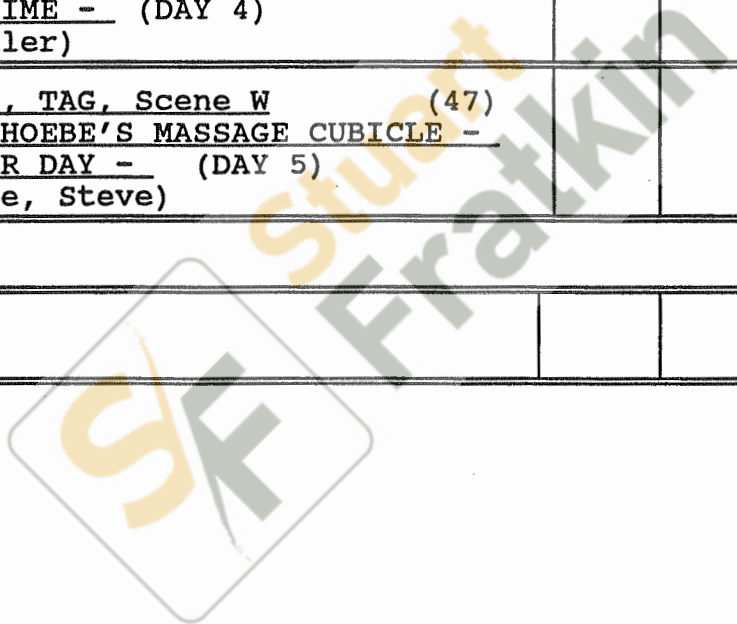 IME - (DAY 4)
ler)
, TAG, Scene W (47)
HOEBE'S MASSAGE CUBICLE -
R DAY - (DAY 5)
e, Steve)
Stuart
Fratkin
SF